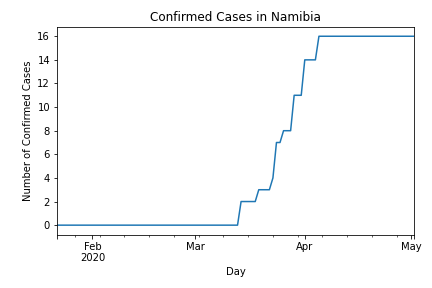 Confirmed Cases in Namibia
16
14
12
10
8
6
4
2
0
Number of Confirmed Cases
Feb
2020
Mar
Apr
May
Day